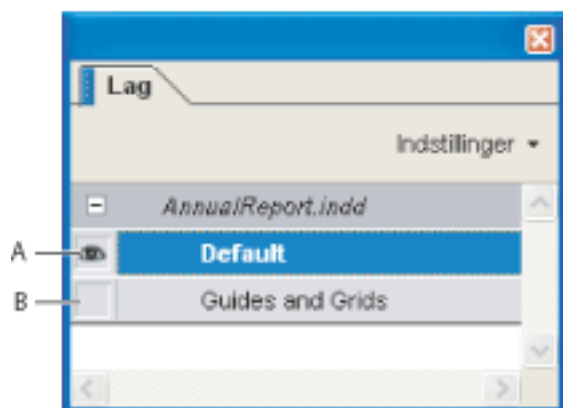 Lag
Indstillinger
AnnualReport.indd
A Default
B Guides and Grids